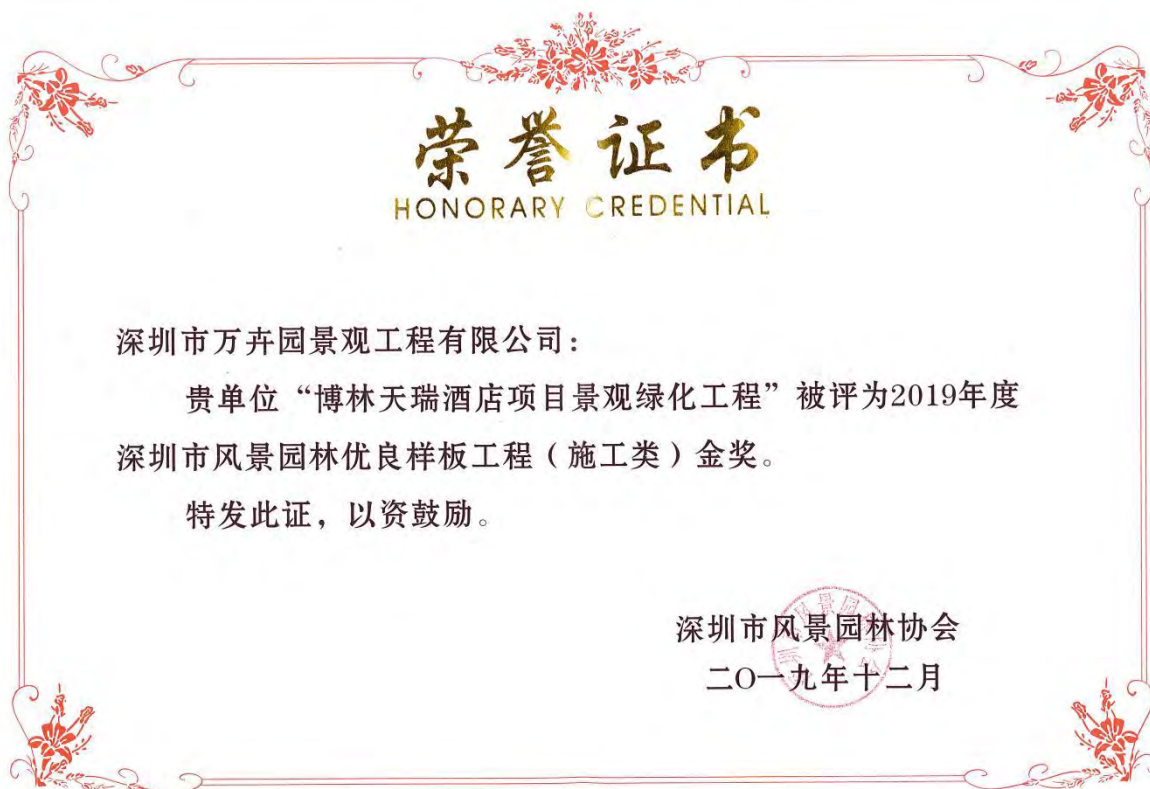 荣誉证书
HONORARY CREDENTIAL
深圳市万卉园景观工程有限公司：
贵单位“博林天瑞酒店项目景观绿化工程”被评为2019年度
深圳市风景园林优良样板工程（施工类）金奖。
特发此证，以资鼓励。
深圳市风景园林协会
二〇一九年十二月